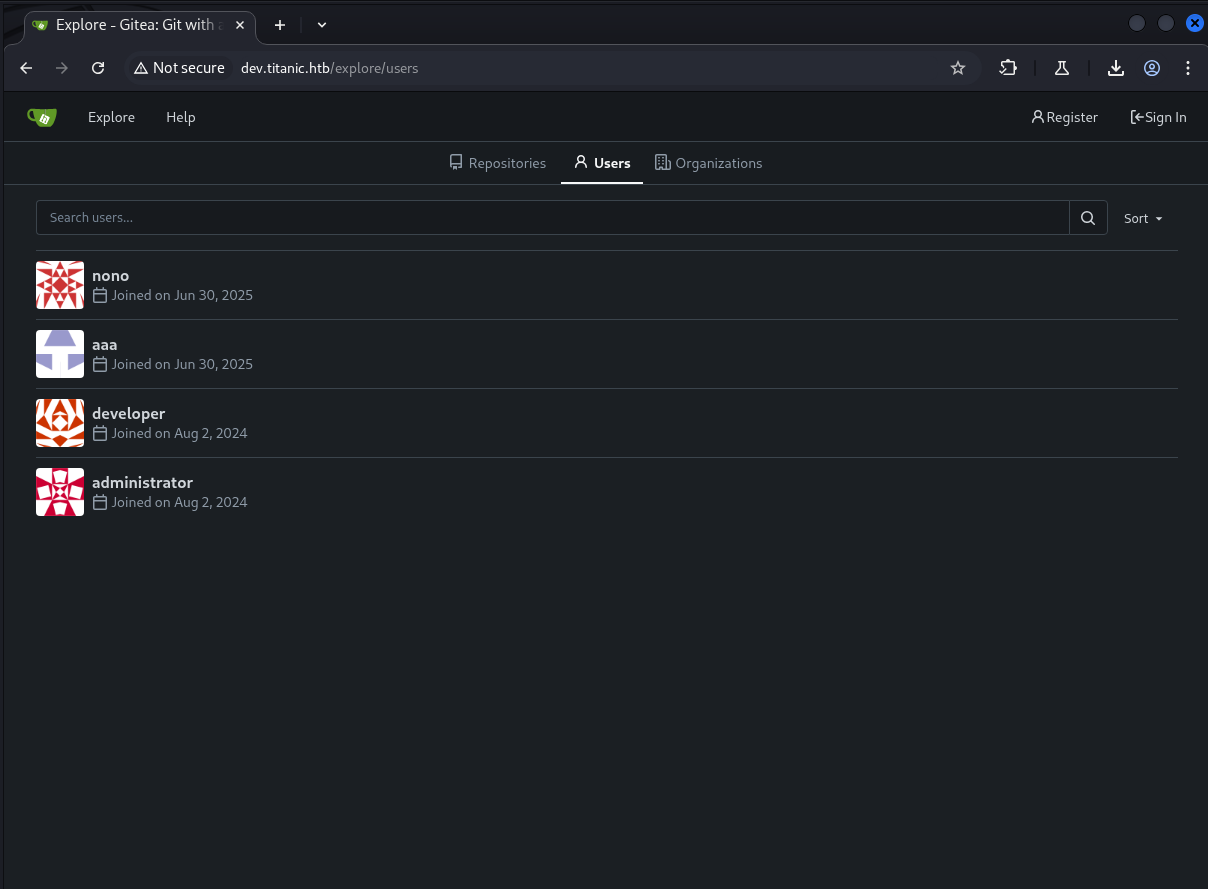 Explore - Gitea: Git with a
Not secure dev.titanic.htb/explore/users
Explore Help Register Sign In
Repositories Users Organizations
Search users... Sort
nono
Joined on Jun 30, 2025
aaa
Joined on Jun 30, 2025
developer
Joined on Aug 2, 2024
administrator
Joined on Aug 2, 2024